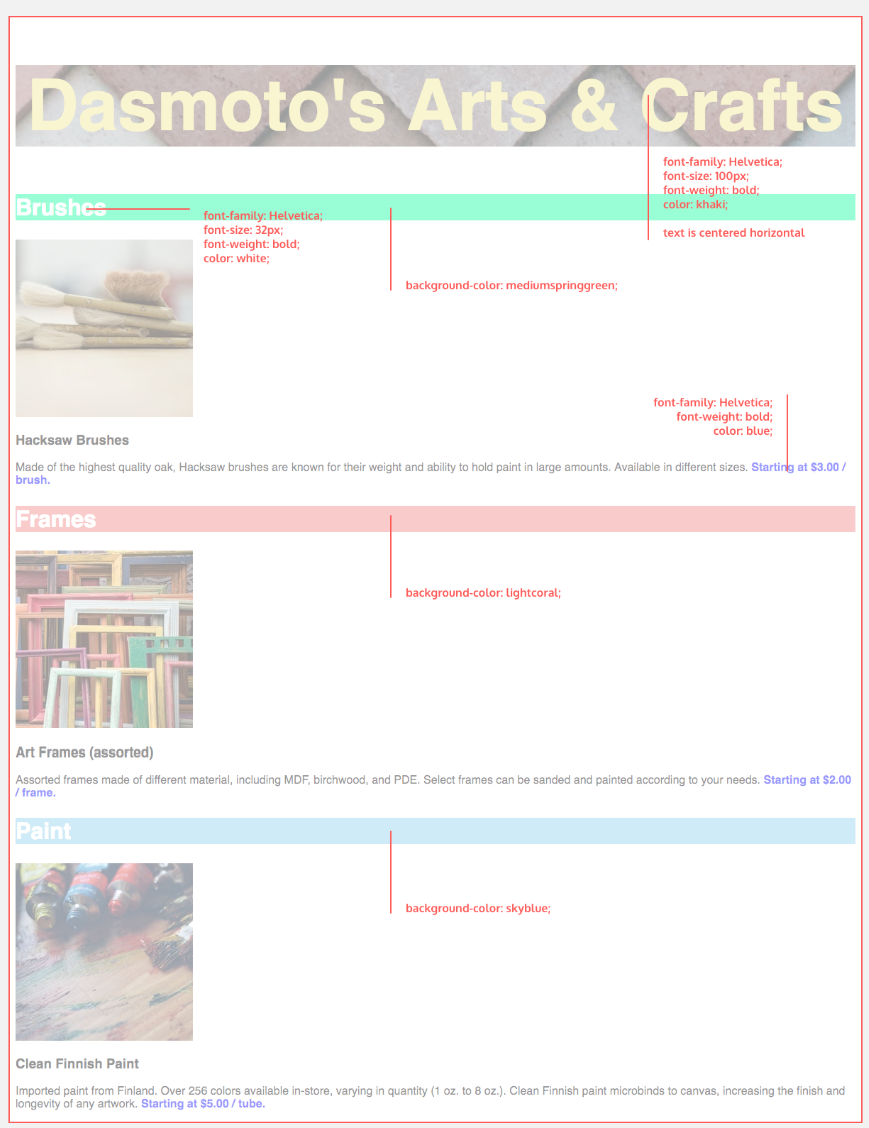 Dasmoto's Arts & Crafts
font-family: Helvetica;
font-size: 100px;
font-weight: bold;
color: khaki;
text is centered horizontal
Brushes
font-family: Helvetica;
font-size: 32px;
font-weight: bold;
color: white;
background-color: mediumspringgreen;
font-family: Helvetica;
font-weight: bold;
color: blue;
Hacksaw Brushes
Made of the highest quality oak, Hacksaw brushes are known for their weight and ability to hold paint in large amounts. Available in different sizes. Starting at $3.00 /
brush.
Frames
background-color: lightcoral;
Art Frames (assorted)
Assorted frames made of different material, including MDF, birchwood, and PDE. Select frames can be sanded and painted according to your needs. Starting at $2.00
/ frame.
Paint
background-color: skyblue;
Clean Finnish Paint
Imported paint from Finland. Over 256 colors available in-store, varying in quantity (1 oz. to 8 oz.). Clean Finnish paint microbinds to canvas, increasing the finish and
longevity of any artwork. Starting at $5.00 / tube.